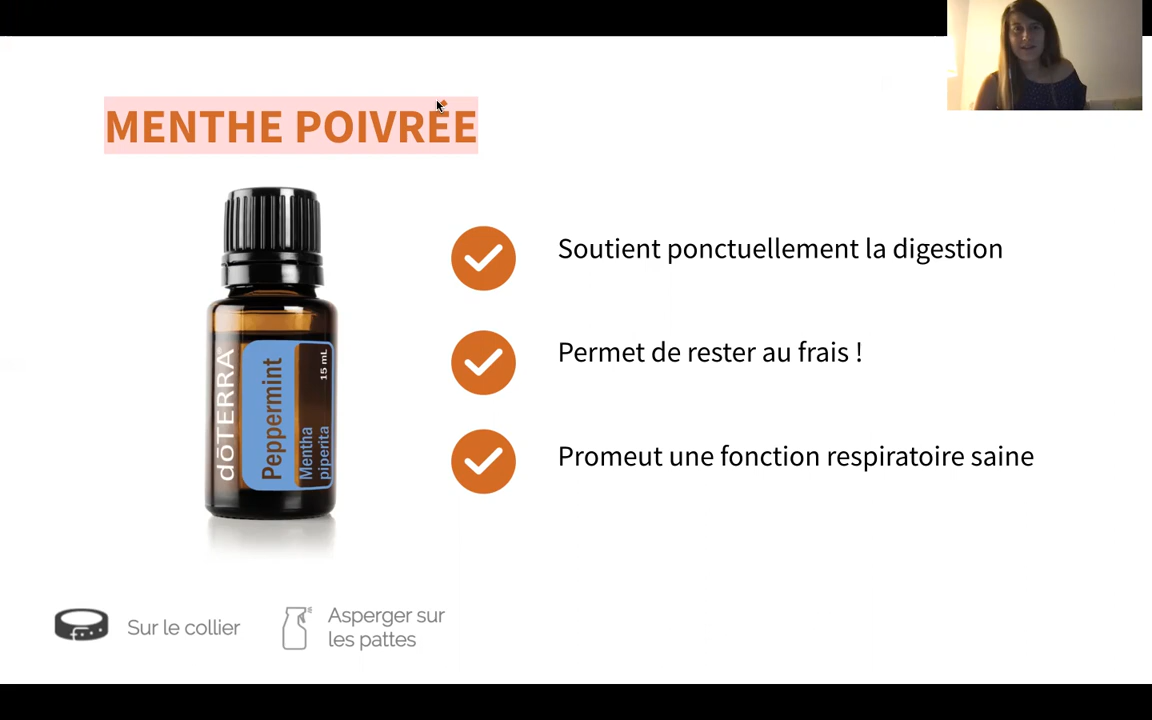 MENTHE POIVRÉE
Soutient ponctuellement la digestion
Permet de rester au frais !
Promeut une fonction respiratoire saine
dōTERRA
Peppermint
Mentha
piperita
15 mL
Sur le collier
Asperger sur
les pattes